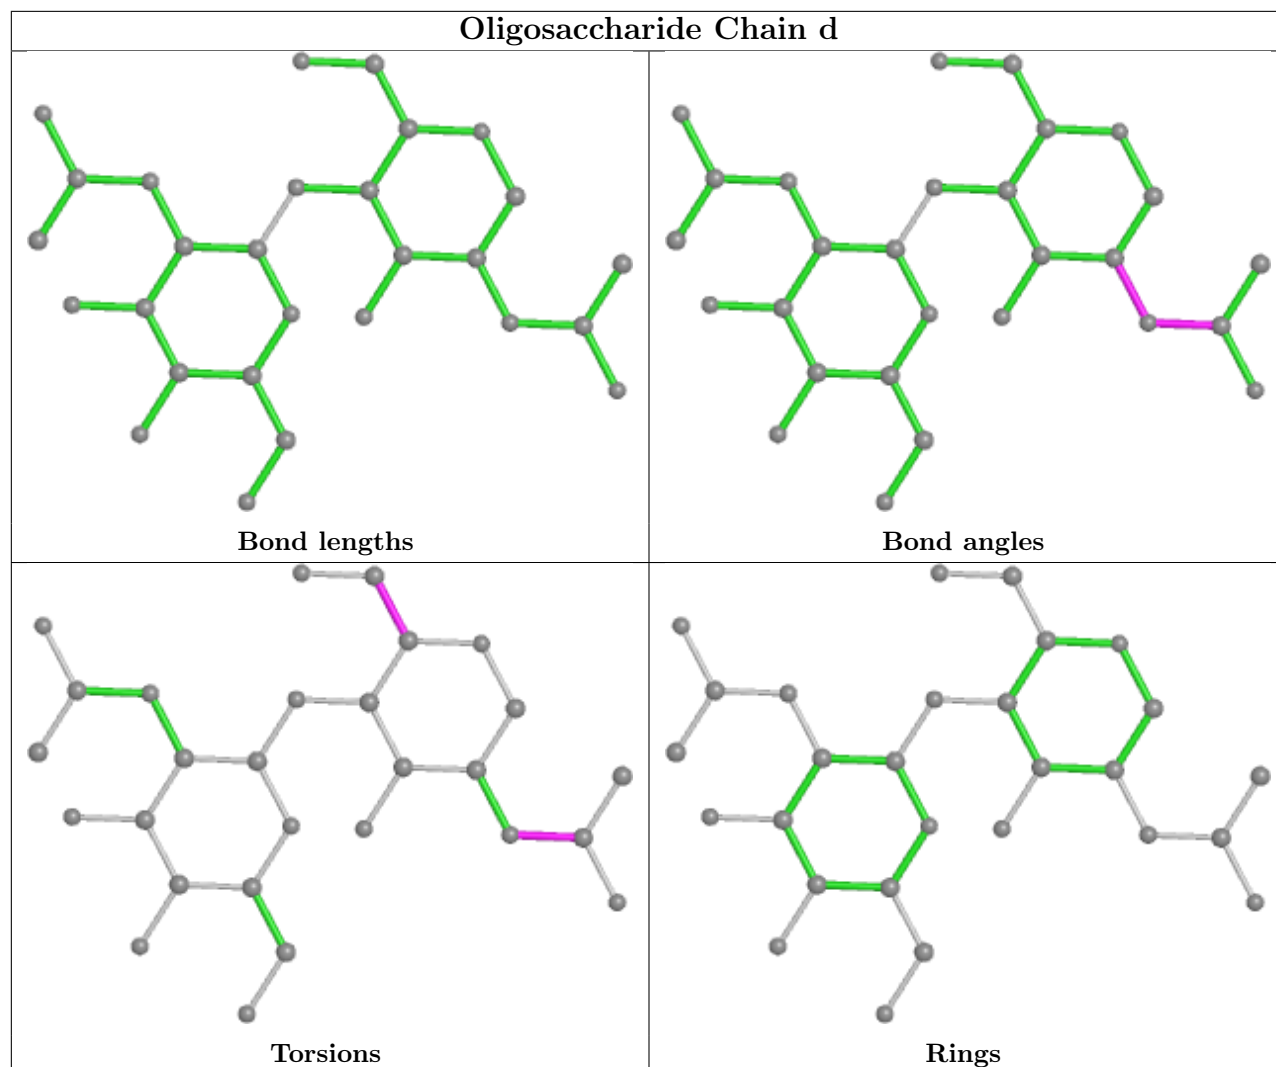 Oligosaccharide Chain d
Bond lengths
Bond angles
Torsions
Rings